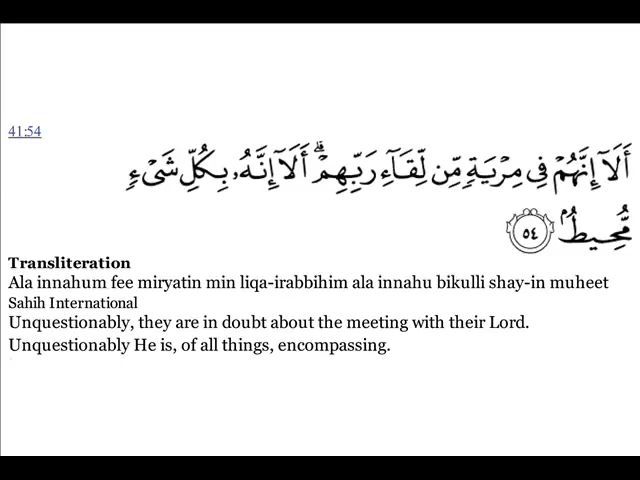 41:54
أَلَآ إِنَّهُمْ فِى مِرْيَةٍ مِّن لِّقَآءِ رَبِّهِمْ ۗ أَلَآ إِنَّهُۥ بِكُلِّ شَىْءٍ
مُّحِيطٌۢ ٥٤
Transliteration
Ala innahum fee miryatin min liqa-irabbihim ala innahu bikulli shay-in muheet
Sahih International
Unquestionably, they are in doubt about the meeting with their Lord.
Unquestionably He is, of all things, encompassing.